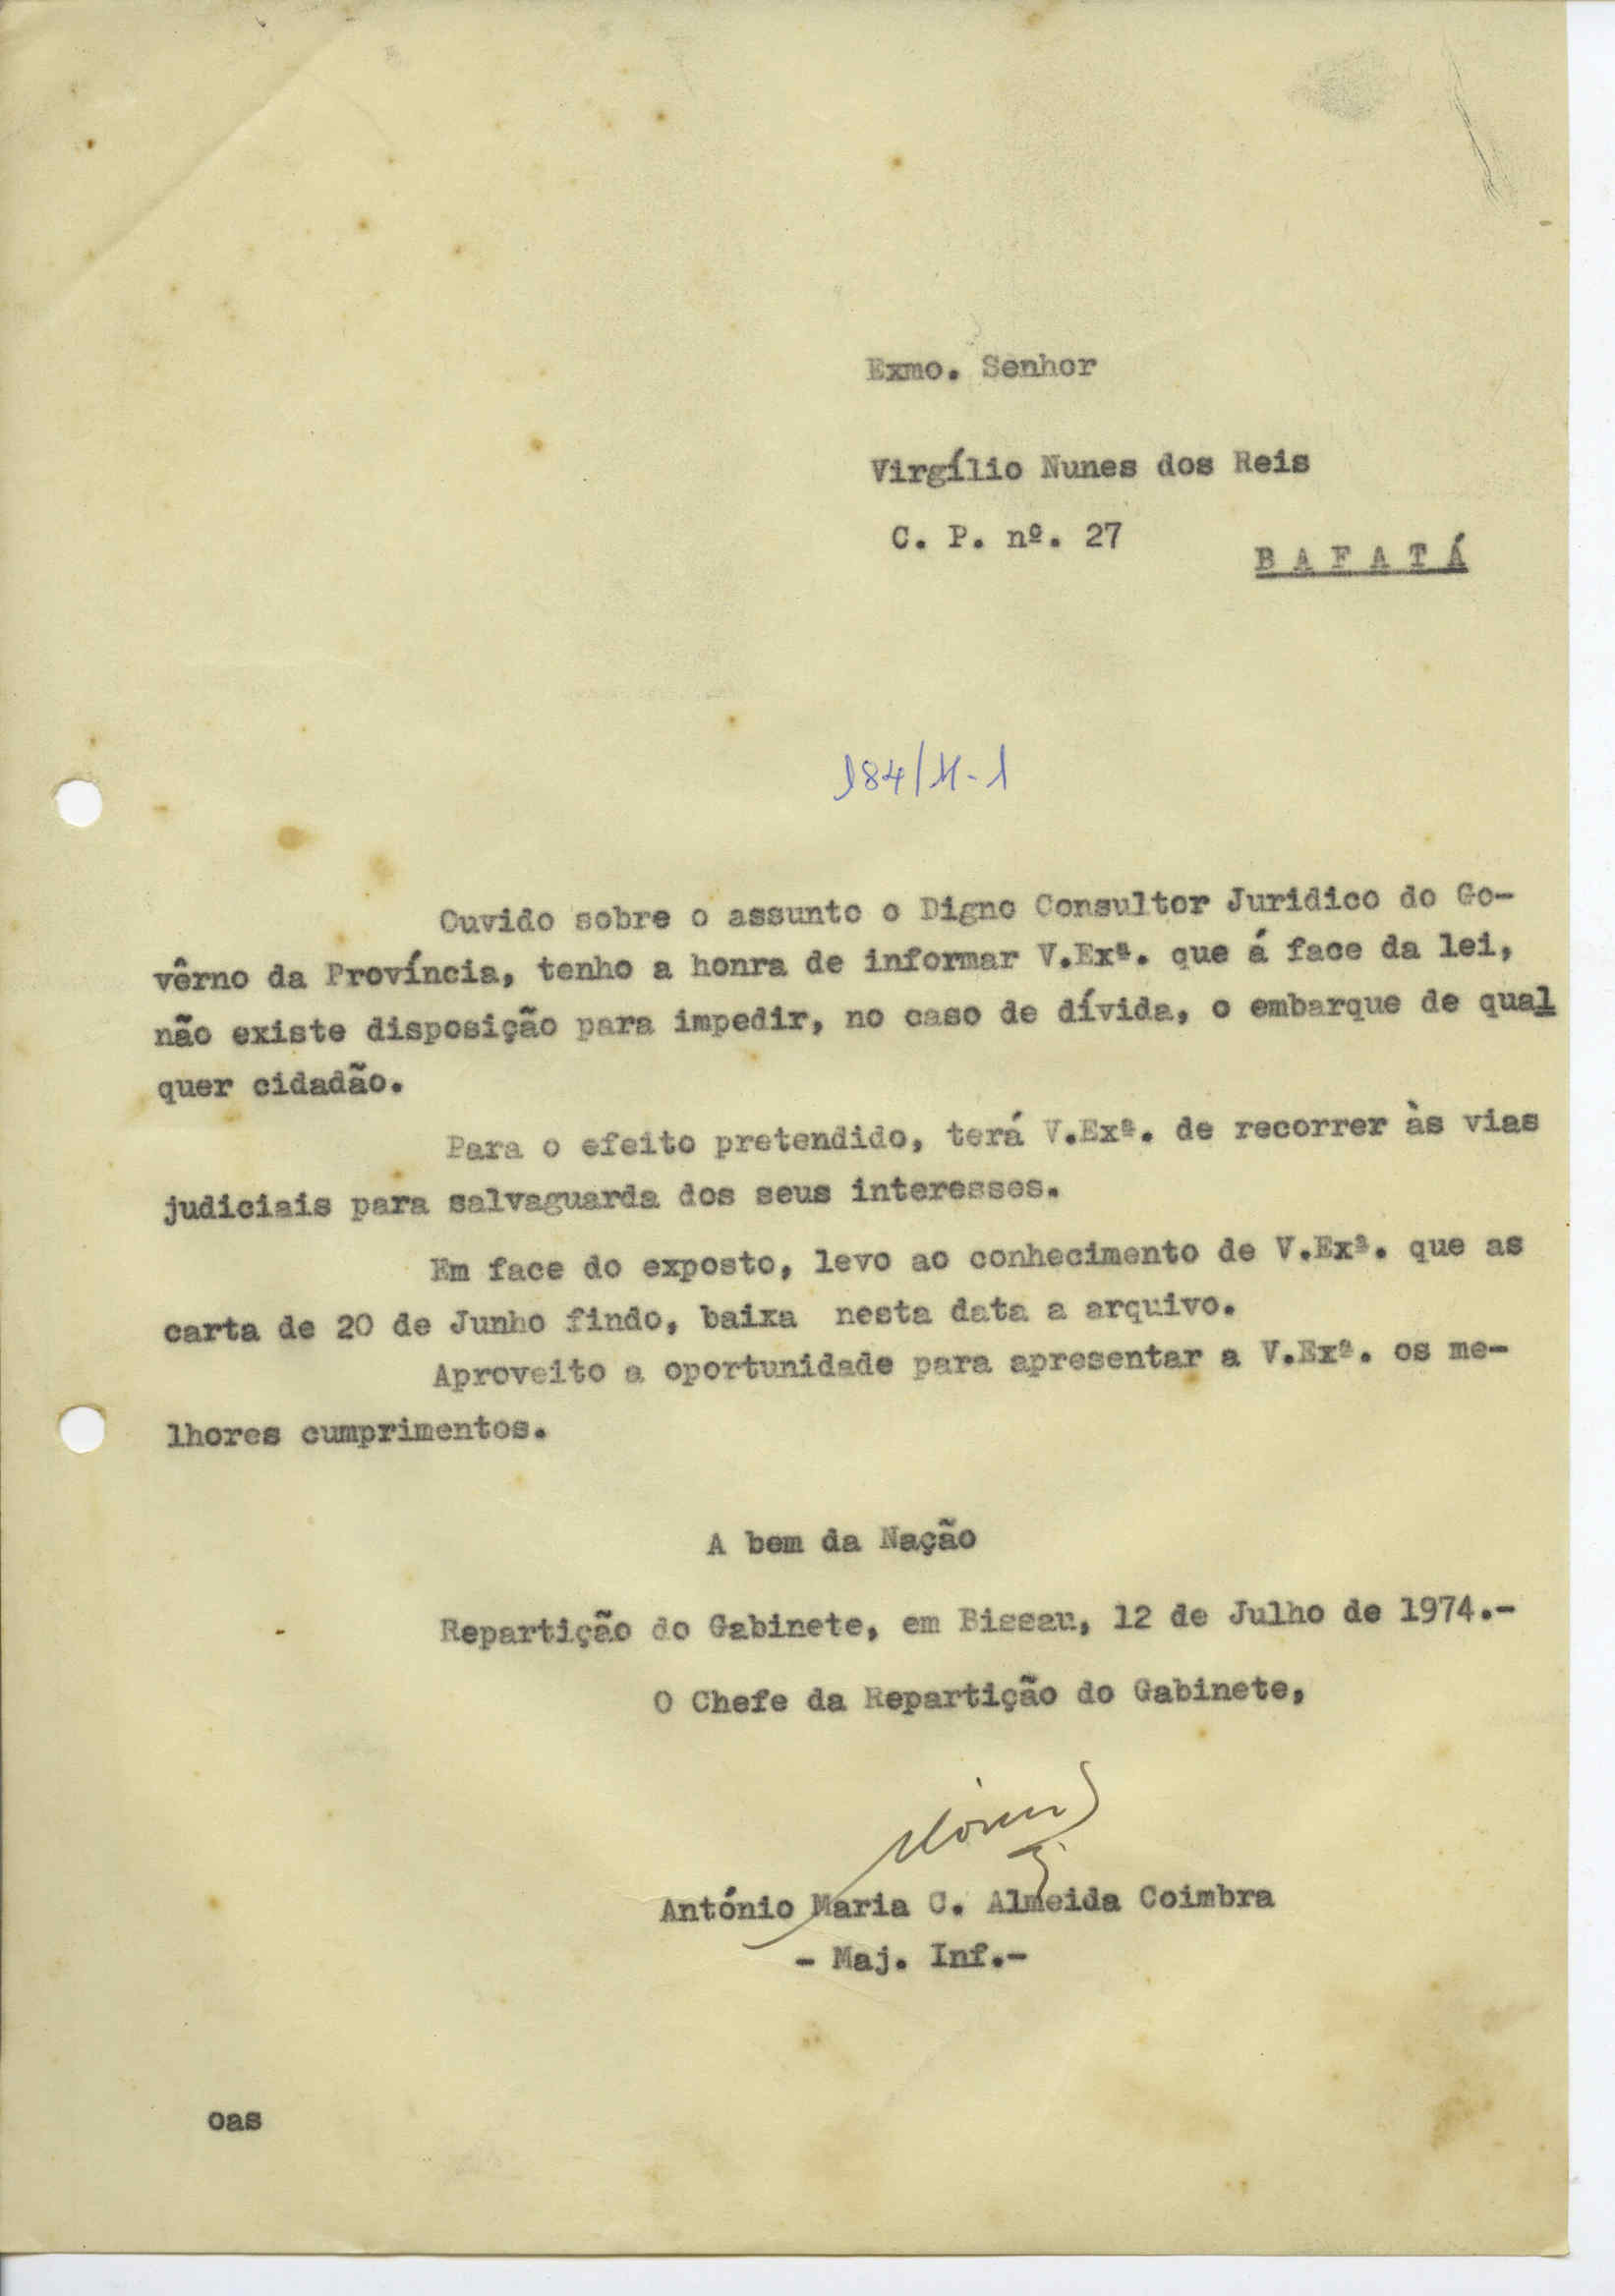 Exmo. Senhor
Virgílio Nunes dos Reis
C. P. nº. 27
B A F A T Á
184/H-1
Ouvido sobre o assunto o Digno Consultor Juridico do Go-
vêrno da Província, tenho a honra de informar V.Exª. que á face da lei,
não existe disposição para impedir, no caso de dívida, o embarque de qual
quer cidadão.
Para o efeito pretendido, terá V.Exª. de recorrer às vias
judiciais para salvaguarda dos seus interesses.
Em face do exposto, levo ao conhecimento de V.Exª. que as
carta de 20 de Junho findo, baixa nesta data a arquivo.
Aproveito a oportunidade para apresentar a V.Exª. os me-
lhores cumprimentos.
A bem da Nação
Repartição do Gabinete, em Bissau, 12 de Julho de 1974.-
O Chefe da Repartição do Gabinete,
António Maria C. Almeida Coimbra
- Maj. Inf.-
oas